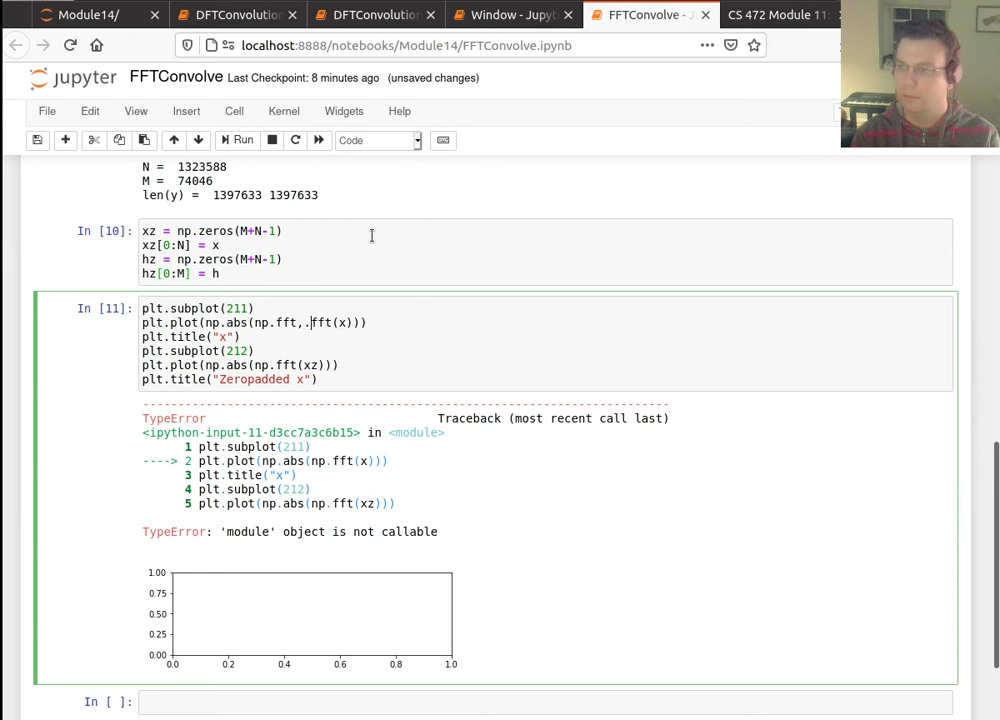 Module14/
DFTConvolution
DFTConvolution
Window - Jupyt
FFTConvolve - J
CS 472 Module 11:
localhost:8888/notebooks/Module14/FFTConvolve.ipynb
jupyter FFTConvolve Last Checkpoint: 8 minutes ago (unsaved changes)
File Edit View Insert Cell Kernel Widgets Help
Run Code
N = 1323588
M = 74046
len(y) = 1397633 1397633
In [10]: xz = np.zeros(M+N-1)
xz[0:N] = x
hz = np.zeros(M+N-1)
hz[0:M] = h
In [11]: plt.subplot(211)
plt.plot(np.abs(np.fft,.fft(x)))
plt.title("x")
plt.subplot(212)
plt.plot(np.abs(np.fft(xz)))
plt.title("Zeropadded x")
---------------------------------------------------------------------------
TypeError Traceback (most recent call last)
<ipython-input-11-d3cc7a3c6b15> in <module>
1 plt.subplot(211)
----> 2 plt.plot(np.abs(np.fft(x)))
3 plt.title("x")
4 plt.subplot(212)
5 plt.plot(np.abs(np.fft(xz)))
TypeError: 'module' object is not callable
1.00
0.75
0.50
0.25
0.00
0.0 0.2 0.4 0.6 0.8 1.0
In [ ]: